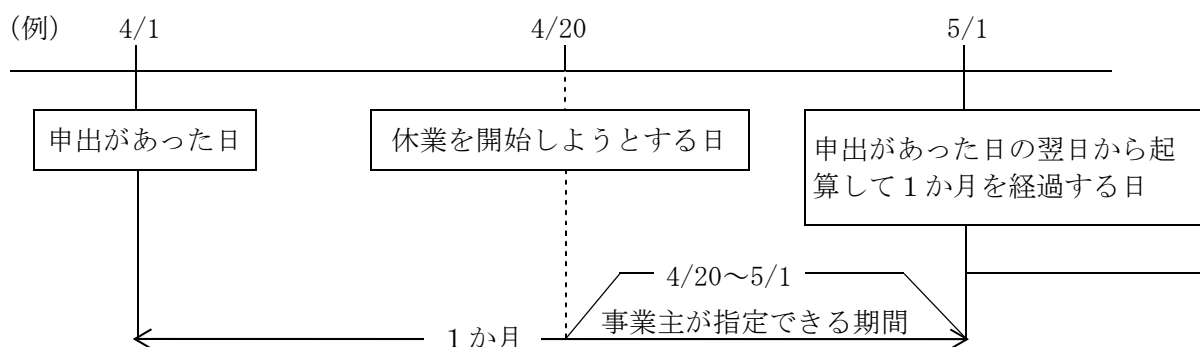 (例) 4/1 4/20 5/1
申出があった日
休業を開始しようとする日
申出があった日の翌日から起
算して1か月を経過する日
4/20~5/1
事業主が指定できる期間
1か月